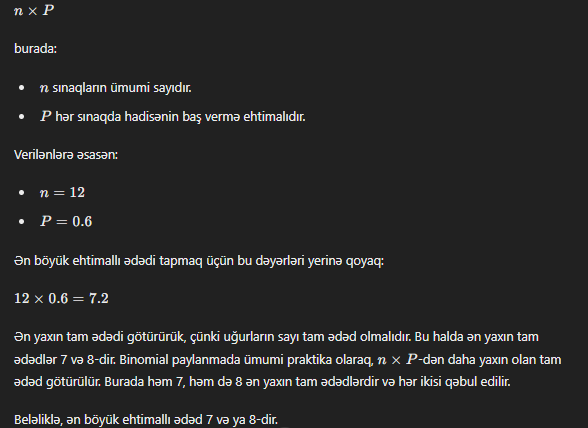 n × P
burada:
• n sınaqların ümumi sayıdır.
• P hər sınaqda hadisənin baş vermə ehtimalıdır.
Verilənlərə əsasən:
• n = 12
• P = 0.6
Ən böyük ehtimallı ədədi tapmaq üçün bu dəyərləri yerinə qoyaq:
12 × 0.6 = 7.2
Ən yaxın tam ədədi götürürük, çünki uğurların sayı tam ədəd olmalıdır. Bu halda ən yaxın tam
ədədlər 7 və 8-dir. Binomial paylanmada ümumi praktika olaraq, n × P-dən daha yaxın olan tam
ədəd götürülür. Burada həm 7, həm də 8 ən yaxın tam ədədlərdir və hər ikisi qəbul edilir.
Beləliklə, ən böyük ehtimallı ədəd 7 və ya 8-dir.